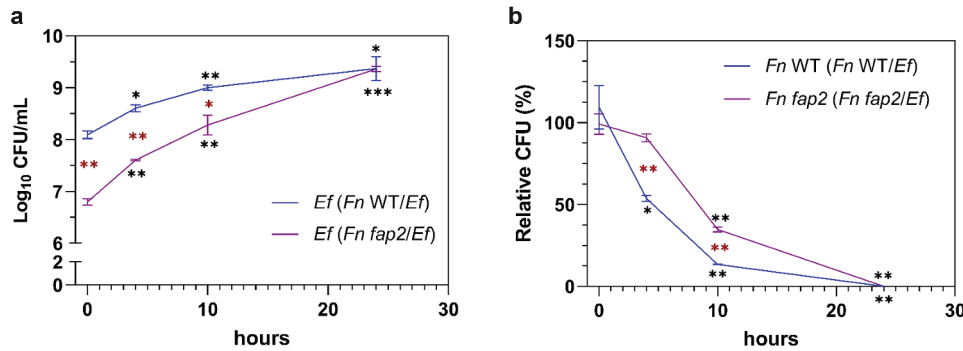 a
Log10 CFU/mL
10
9
8
7
6
2
0
*
**
*
**
*
**
**
**
**
***
Ef (Fn WT/Ef)
Ef (Fn fap2/Ef)
0 10 20 30
hours
b
Relative CFU (%)
150
100
50
0
Fn WT (Fn WT/Ef)
Fn fap2 (Fn fap2/Ef)
**
*
**
**
**
**
**
0 10 20 30
hours